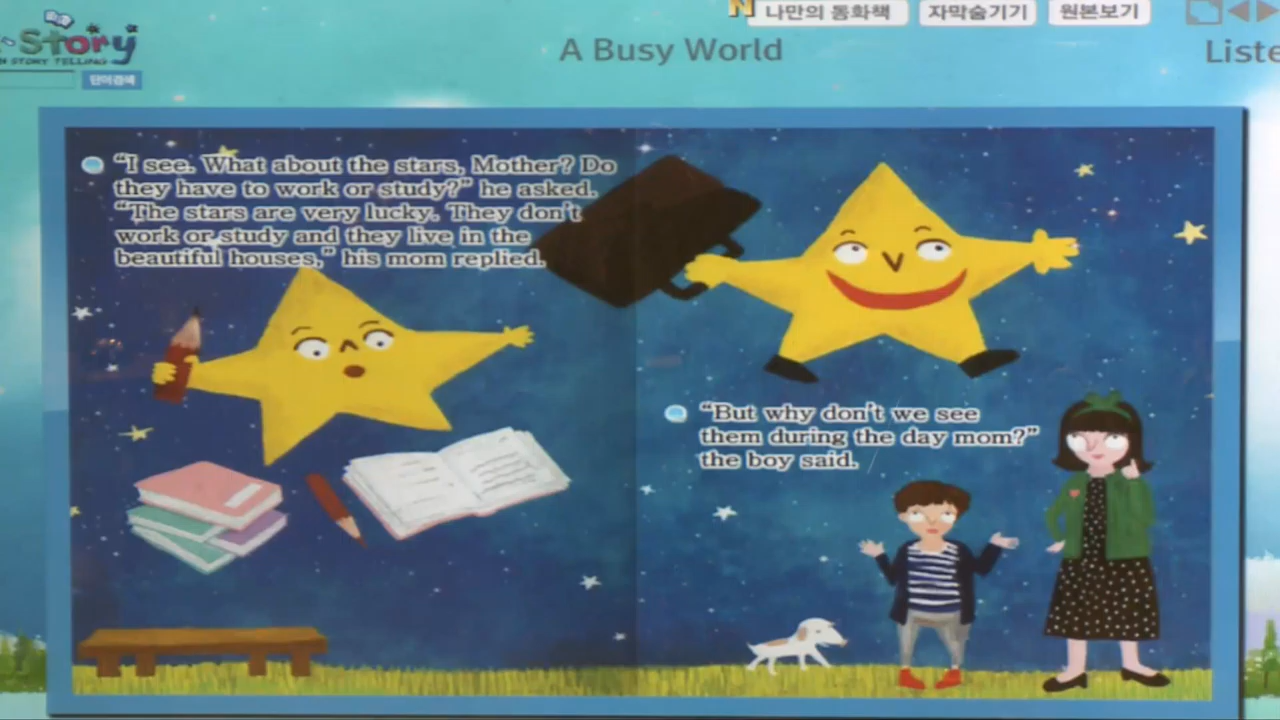 Story
STORY TELLING
단어검색
나만의 동화책
자막숨기기
원본보기
A Busy World
“I see. What about the stars, Mother? Do
they have to work or study?” he asked.
“The stars are very lucky. They don’t
work or study and they live in the
beautiful houses,” his mom replied.
“But why don’t we see
them during the day mom?”
the boy said.